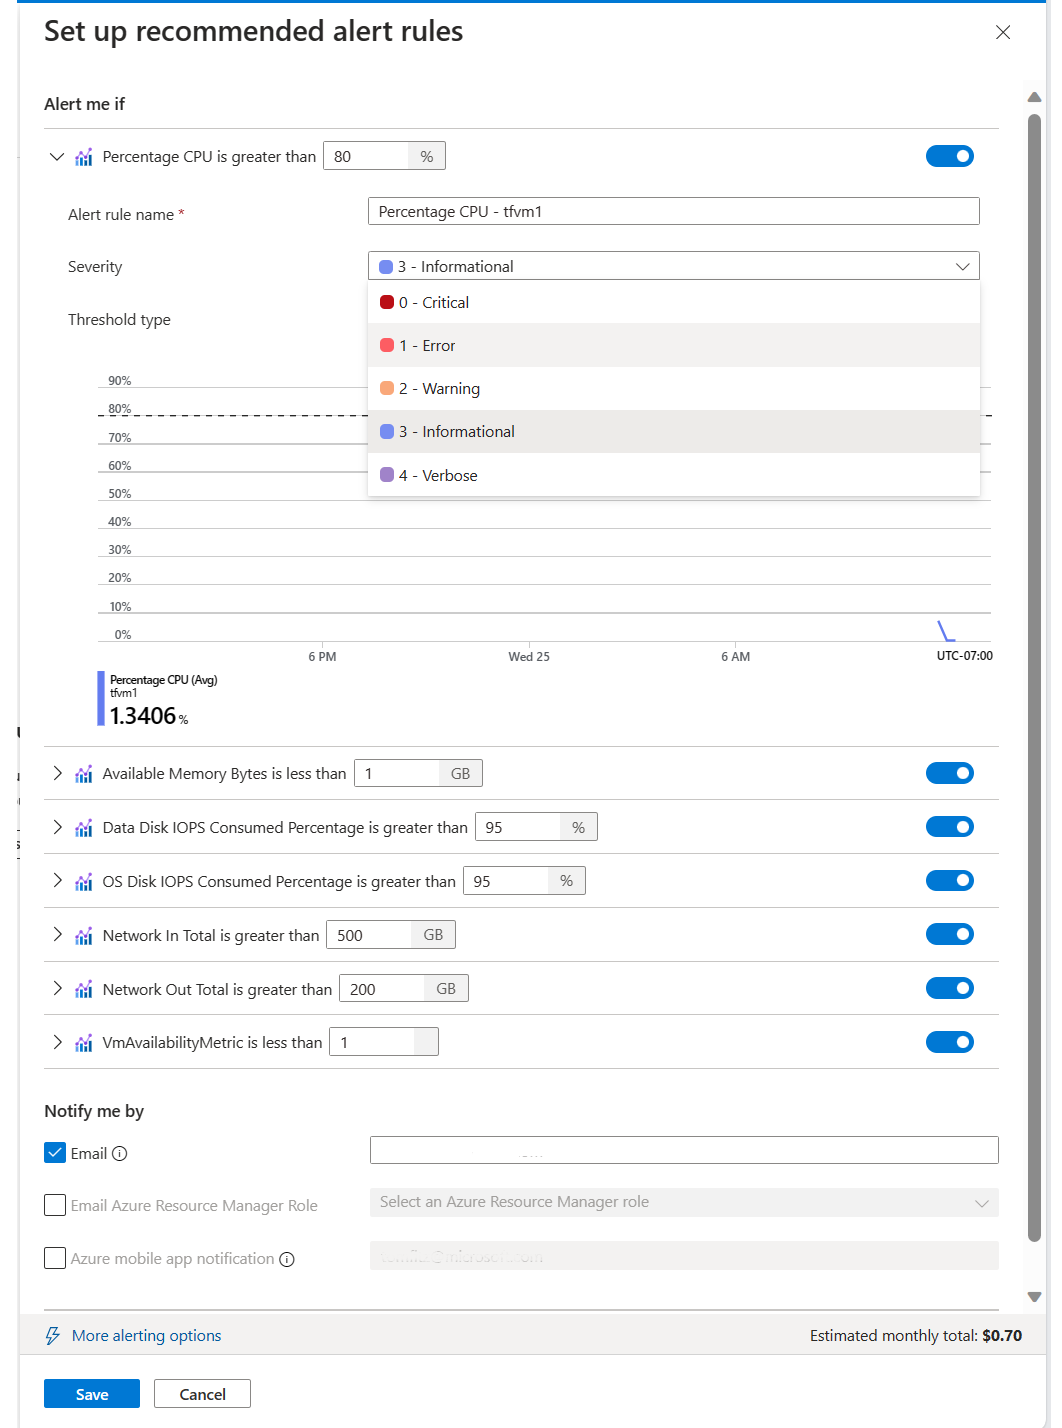 Set up recommended alert rules
Alert me if
Percentage CPU is greater than 80 %
Alert rule name * Percentage CPU - tfvm1
Severity 3 - Informational
0 - Critical
Threshold type
1 - Error
2 - Warning
3 - Informational
4 - Verbose
90%
80%
70%
60%
50%
40%
30%
20%
10%
0%
6 PM Wed 25 6 AM UTC-07:00
Percentage CPU (Avg)
tfvm1
1.3406 %
Available Memory Bytes is less than 1 GB
Data Disk IOPS Consumed Percentage is greater than 95 %
OS Disk IOPS Consumed Percentage is greater than 95 %
Network In Total is greater than 500 GB
Network Out Total is greater than 200 GB
VmAvailabilityMetric is less than 1
Notify me by
Email
Email Azure Resource Manager Role Select an Azure Resource Manager role
Azure mobile app notification
More alerting options Estimated monthly total: $0.70
Save Cancel